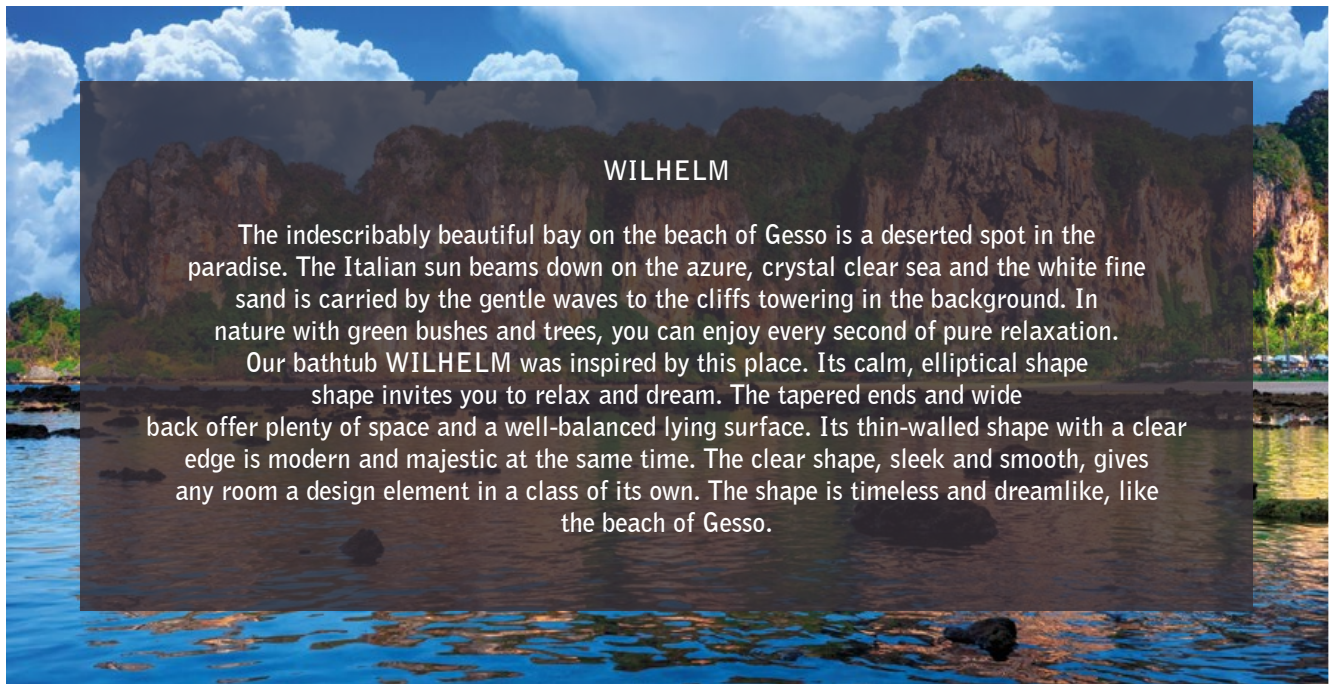 WILHELM
The indescribably beautiful bay on the beach of Gesso is a deserted spot in the
paradise. The Italian sun beams down on the azure, crystal clear sea and the white fine
sand is carried by the gentle waves to the cliffs towering in the background. In
nature with green bushes and trees, you can enjoy every second of pure relaxation.
Our bathtub WILHELM was inspired by this place. Its calm, elliptical shape
shape invites you to relax and dream. The tapered ends and wide
back offer plenty of space and a well-balanced lying surface. Its thin-walled shape with a clear
edge is modern and majestic at the same time. The clear shape, sleek and smooth, gives
any room a design element in a class of its own. The shape is timeless and dreamlike, like
the beach of Gesso.